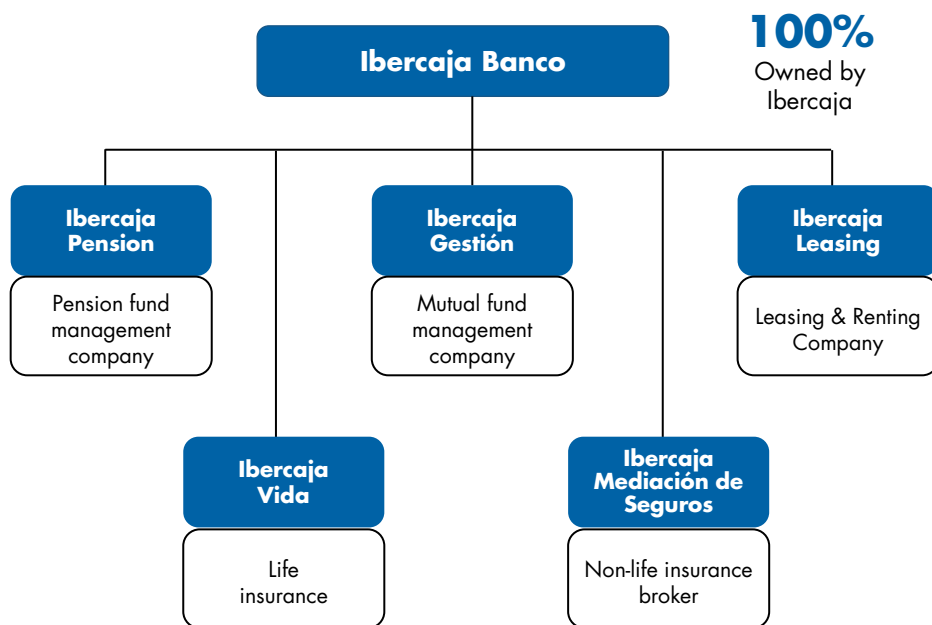 Ibercaja Banco
100%
Owned by
Ibercaja
Ibercaja
Pension
Pension fund
management
company
Ibercaja
Gestión
Mutual fund
management
company
Ibercaja
Leasing
Leasing & Renting
Company
Ibercaja
Vida
Life
insurance
Ibercaja
Mediación de
Seguros
Non-life insurance
broker